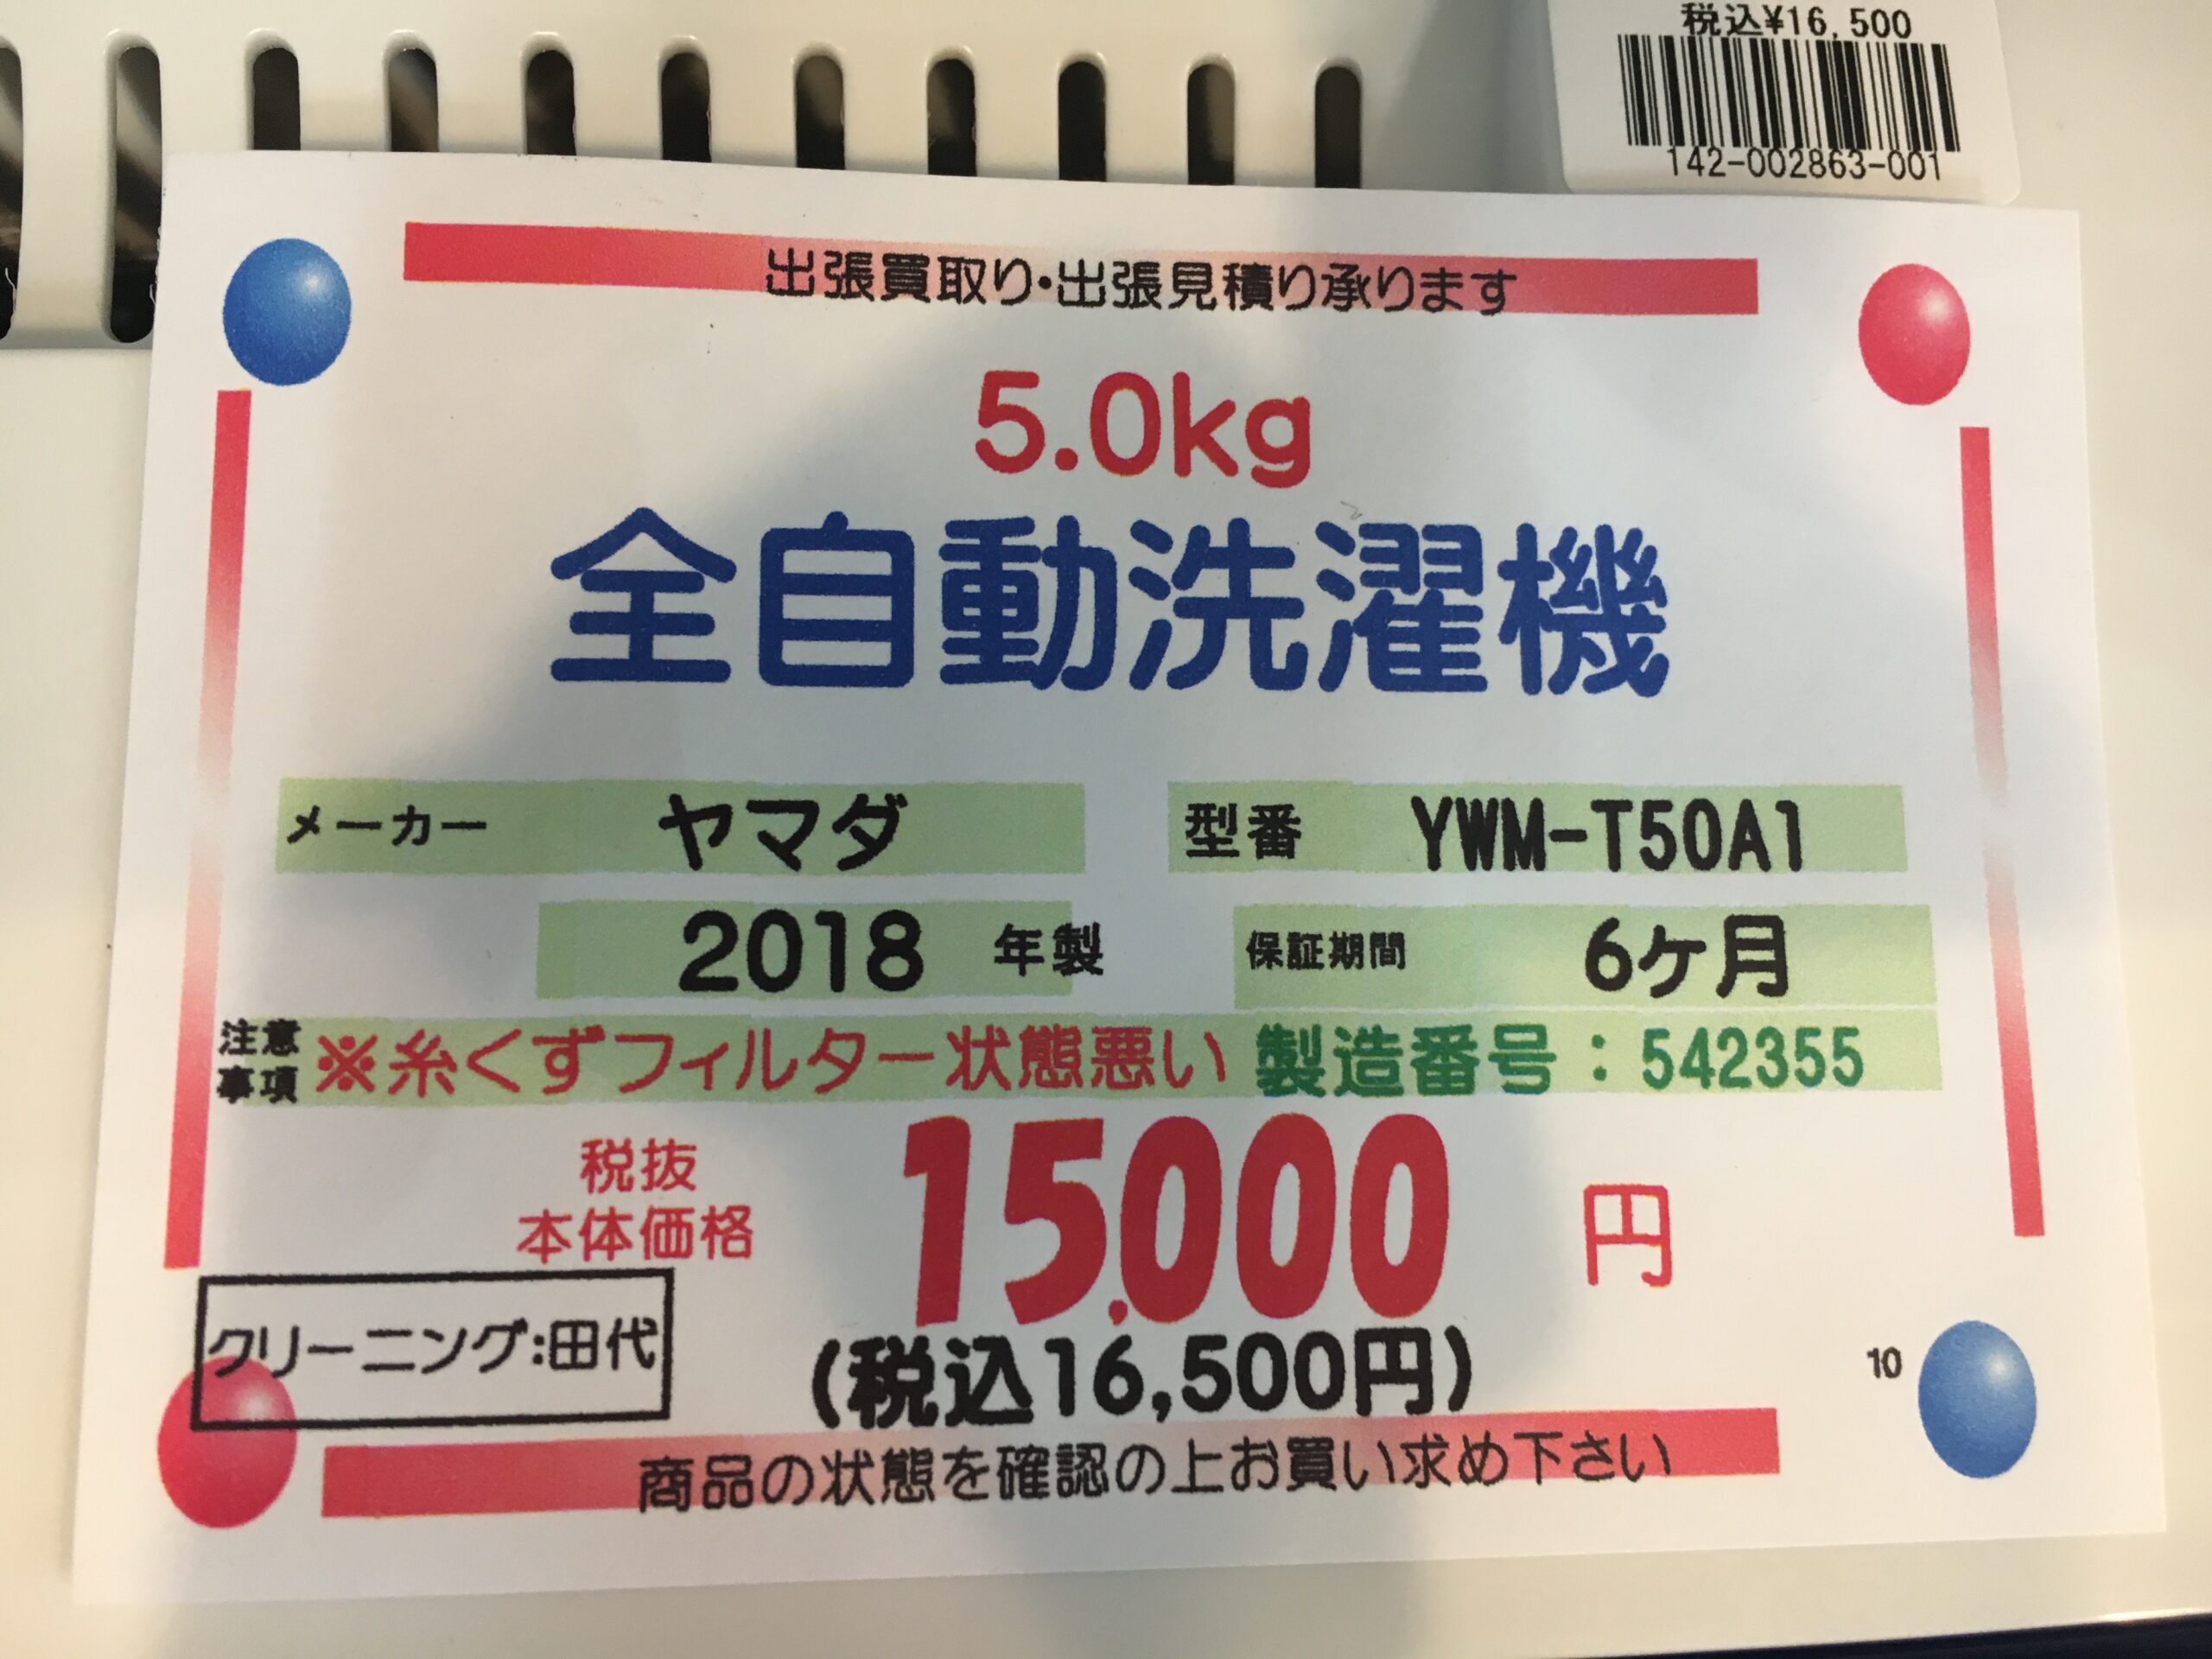 税込¥16,500
142-002863-001
出張買取り・出張見積り承ります
5.0kg
全自動洗濯機
メーカー ヤマダ 型番 YWM-T50A1
2018 年製 保証期間 6ヶ月
注意事項 ※糸くずフィルター状態悪い 製造番号：542355
税抜
本体価格 15,000 円
クリーニング:田代
(税込16,500円)
10
商品の状態を確認の上お買い求め下さい